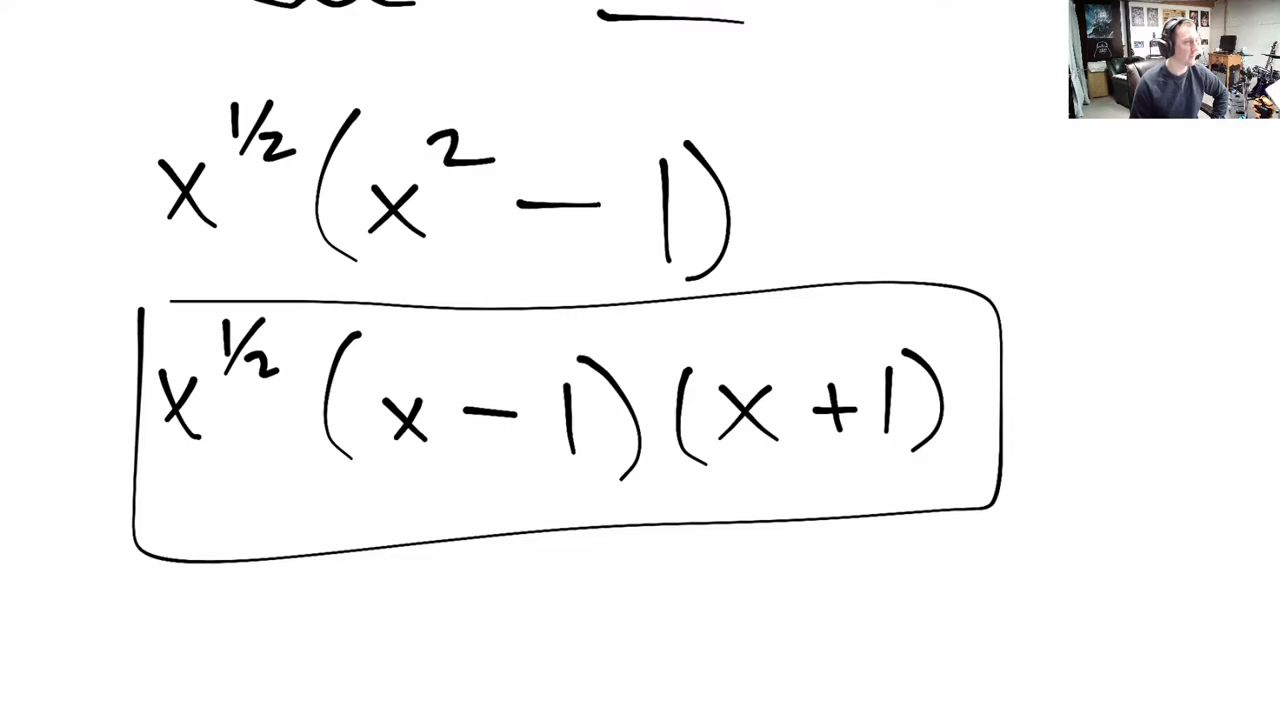 x^{1/2} (x^2 - 1)
x^{1/2} (x - 1)(x + 1)